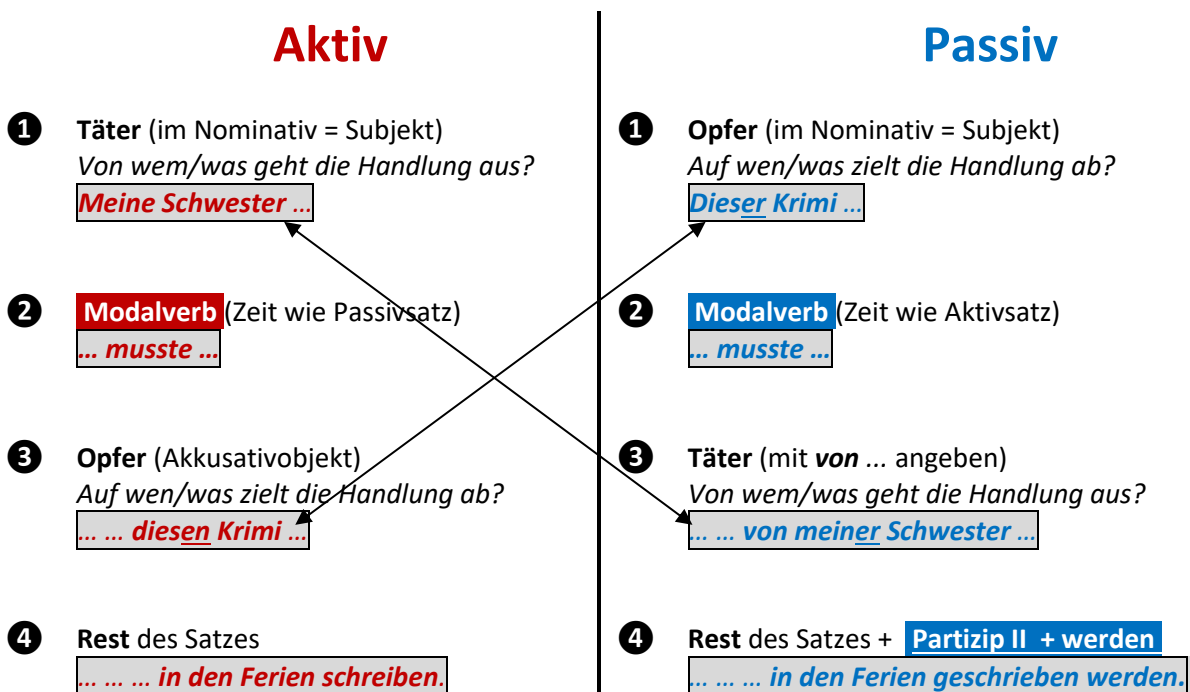 Aktiv
❶ Täter (im Nominativ = Subjekt)
Von wem/was geht die Handlung aus?
Meine Schwester ...
❷ Modalverb (Zeit wie Passivsatz)
... musste ...
❸ Opfer (Akkusativobjekt)
Auf wen/was zielt die Handlung ab?
... ... diesen Krimi ...
❹ Rest des Satzes
... ... ... in den Ferien schreiben.
Passiv
❶ Opfer (im Nominativ = Subjekt)
Auf wen/was zielt die Handlung ab?
Dieser Krimi ...
❷ Modalverb (Zeit wie Aktivsatz)
... musste ...
❸ Täter (mit von ... angeben)
Von wem/was geht die Handlung aus?
... ... von meiner Schwester ...
❹ Rest des Satzes + Partizip II + werden
... ... ... in den Ferien geschrieben werden.